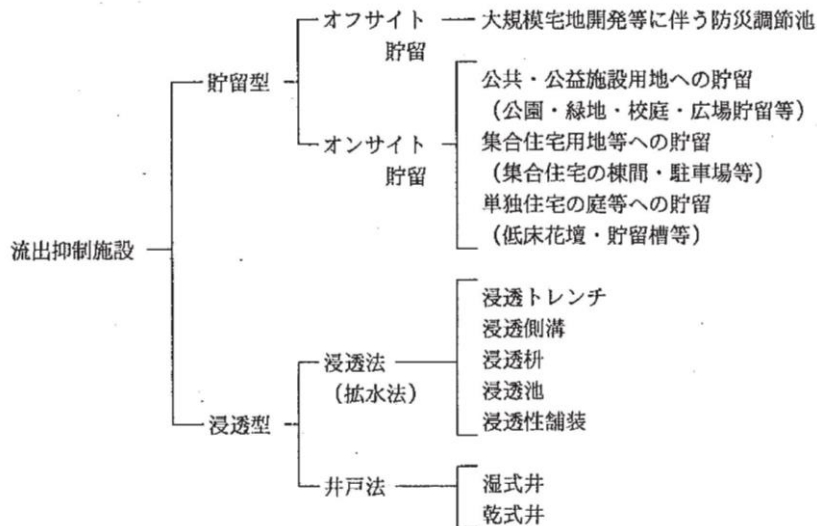 オフサイト
貯留
大規模宅地開発等に伴う防災調節池
貯留型
オンサイト
貯留
公共・公益施設用地への貯留
（公園・緑地・校庭・広場貯留等）
集合住宅用地等への貯留
（集合住宅の棟間・駐車場等）
単独住宅の庭等への貯留
（低床花壇・貯留槽等）
流出抑制施設
浸透型
浸透法
（拡水法）
浸透トレンチ
浸透側溝
浸透枡
浸透池
浸透性舗装
井戸法
湿式井
乾式井